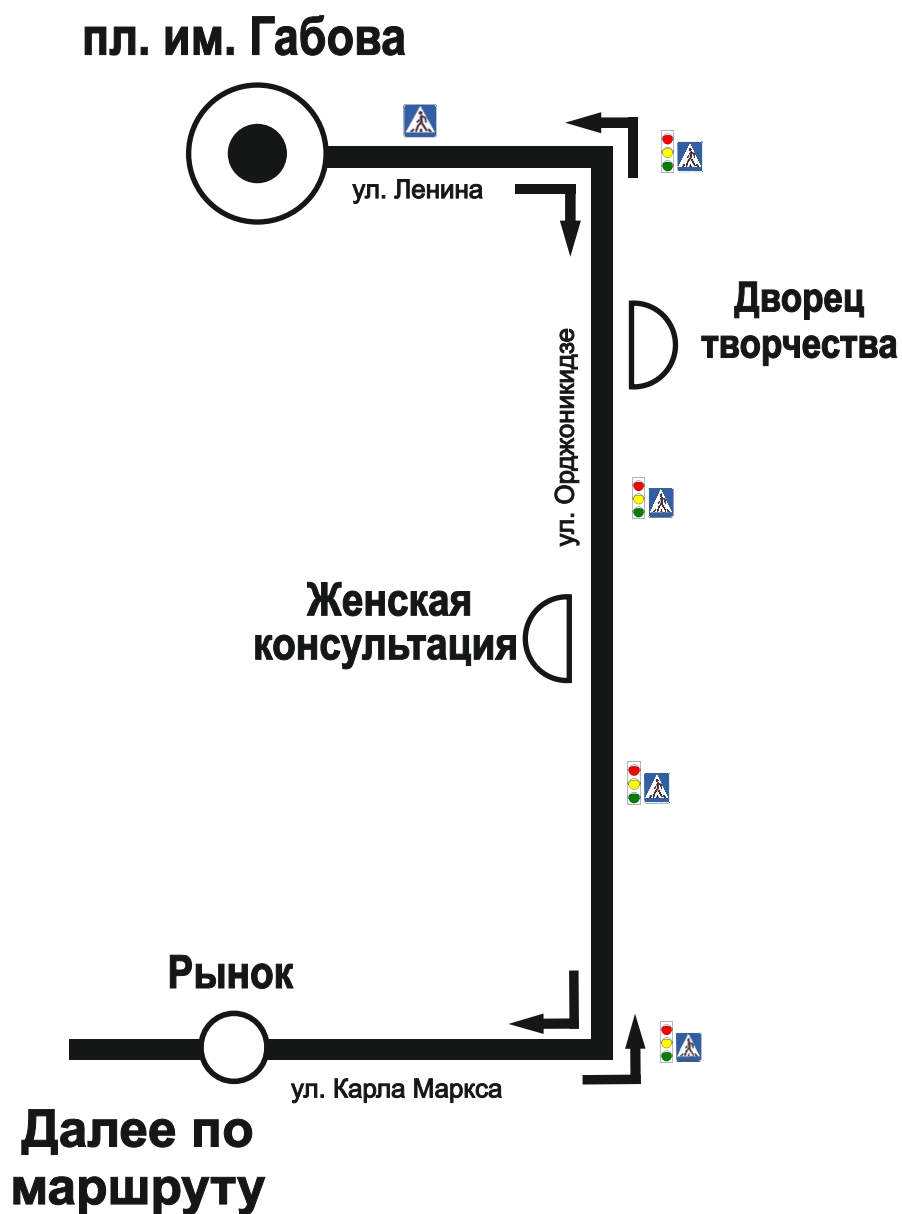 пл. им. Габова
ул. Ленина
Дворец
творчества
ул. Орджоникидзе
Женская
консультация
Рынок
ул. Карла Маркса
Далее по
маршруту